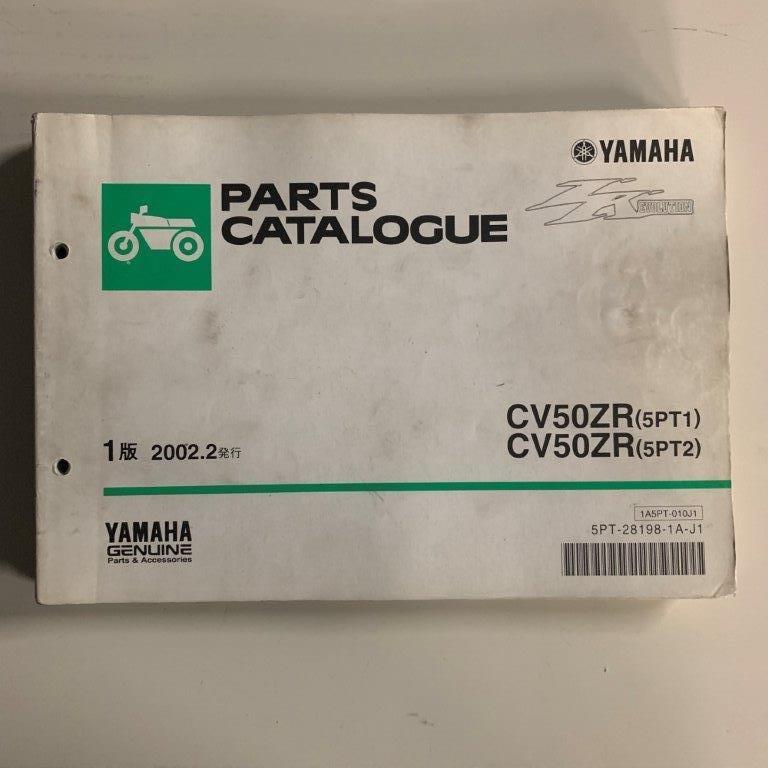 YAMAHA
PARTS
CATALOGUE
EVOLUTION
CV50ZR(5PT1)
CV50ZR(5PT2)
1版 2002.2発行
1A5PT-010J1
5PT-28198-1A-J1
YAMAHA
GENUINE
Parts & Accessories